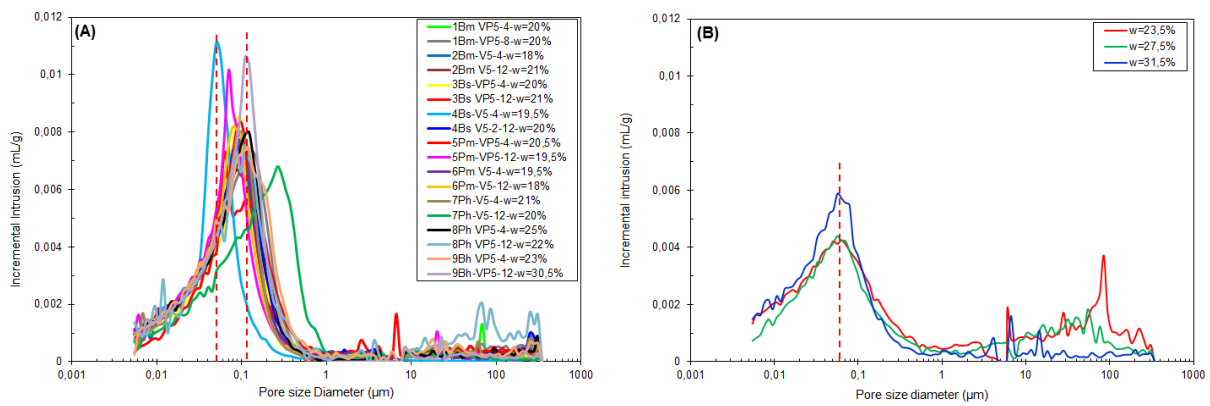 (A)
Incremental Intrusion (mL/g)
0,012
0,01
0,008
0,006
0,004
0,002
0
0,001
0,01
0,1
1
10
100
1000
Pore size Diameter (µm)
1Bm VP5-4-w=20%
1Bm-VP5-8-w=20%
2Bm-V5-4-w=18%
2Bm V5-12-w=21%
3Bs-VP5-4-w=20%
3Bs VP5-12-w=21%
4Bs-V5-4-w=19,5%
4Bs V5-2-12-w=20%
5Pm-VP5-4-w=20,5%
5Pm-VP5-12-w=19,5%
6Pm V5-4-w=19,5%
6Pm-V5-12-w=18%
7Ph-V5-4-w=21%
7Ph-V5-12-w=20%
8Ph VP5-4-w=25%
8Ph VP5-12-w=22%
9Bh VP5-4-w=23%
9Bh-VP5-12-w=30,5%
(B)
Incremental intrusion (mL/g)
0,012
0,01
0,008
0,006
0,004
0,002
0
0,001
0,01
0,1
1
10
100
1000
Pore size diameter (µm)
w=23,5%
w=27,5%
w=31,5%